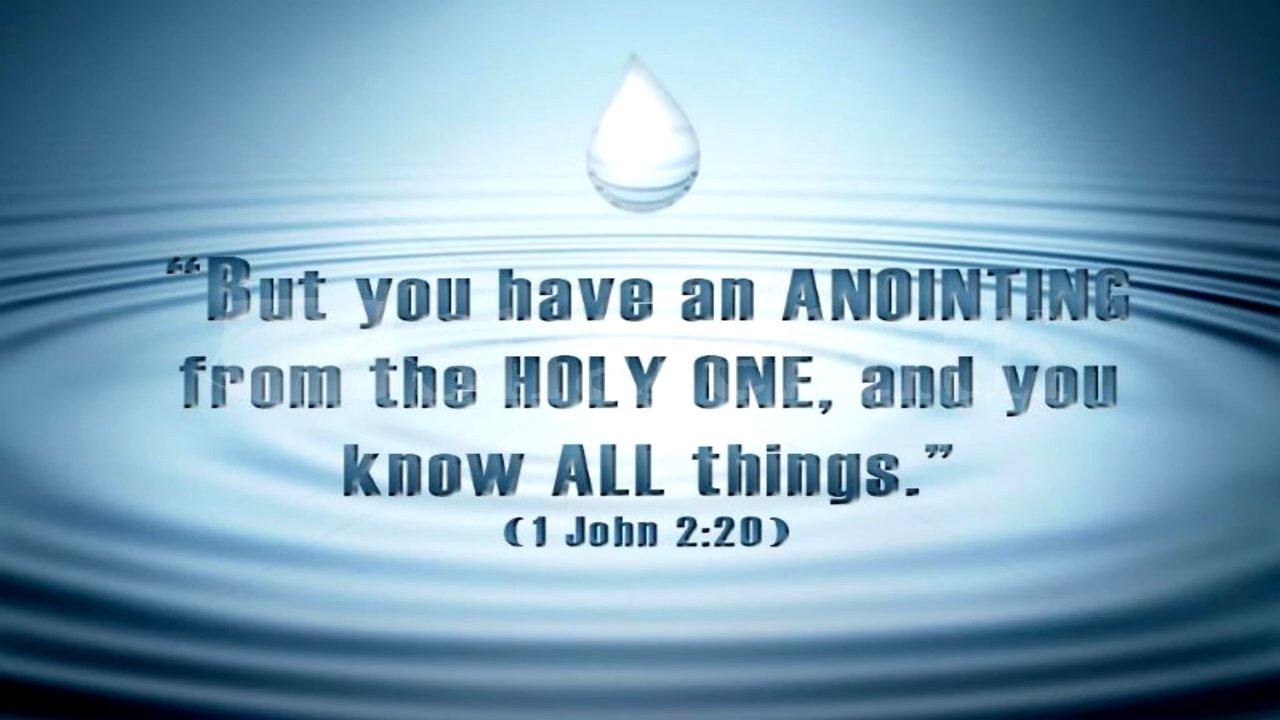 “But you have an ANOINTING
from the HOLY ONE, and you
know ALL things.”
(1 John 2:20)